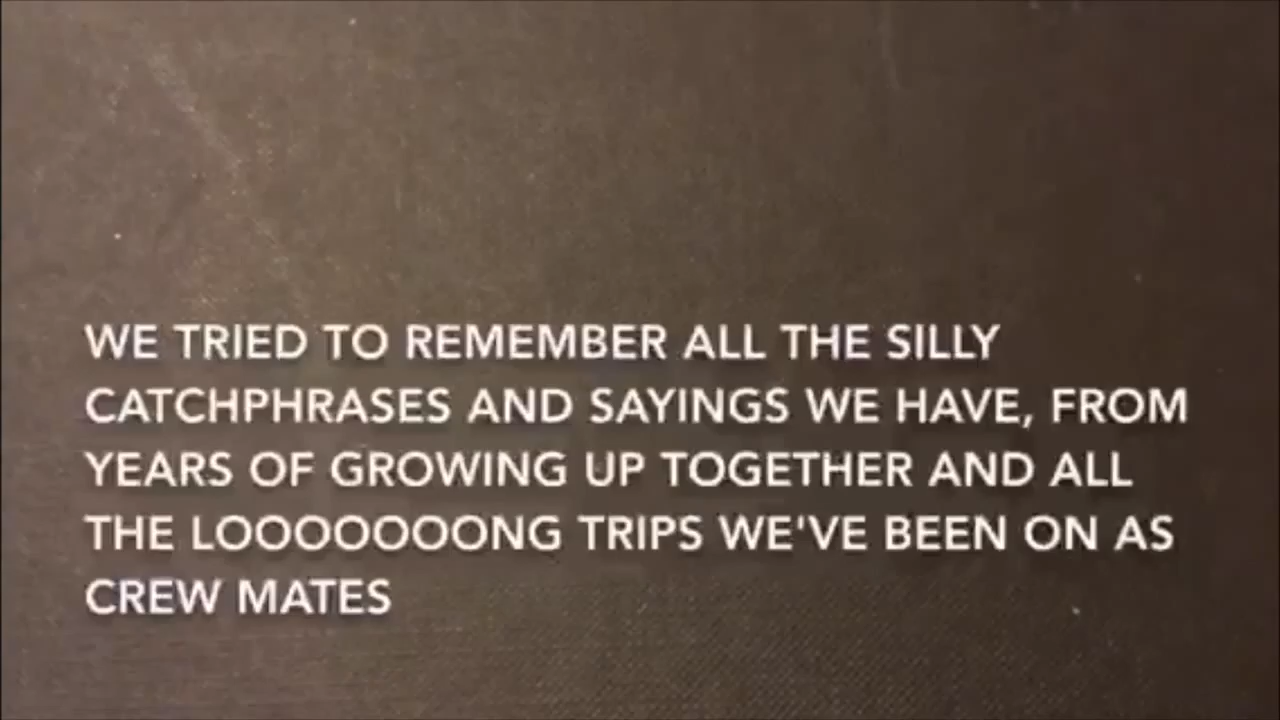 WE TRIED TO REMEMBER ALL THE SILLY
CATCHPHRASES AND SAYINGS WE HAVE, FROM
YEARS OF GROWING UP TOGETHER AND ALL
THE LOOOOOOOONG TRIPS WE'VE BEEN ON AS
CREW MATES